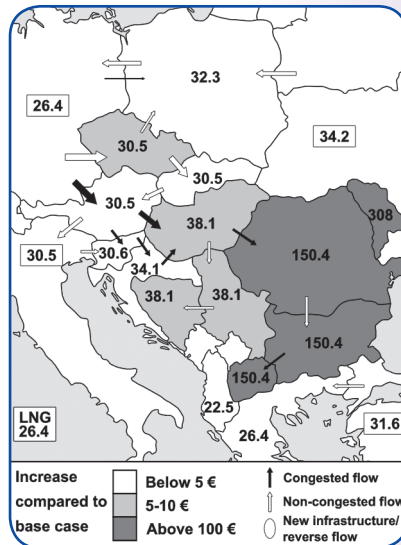 32.3
26.4
34.2
30.5
30.5
30.5
308
38.1
30.5
30.6
150.4
34.1
38.1
38.1
150.4
150.4
22.5
LNG
26.4
26.4
31.6
Increase
compared to
base case
Below 5 €
5-10 €
Above 100 €
Congested flow
Non-congested flow
New infrastructure/
reverse flow